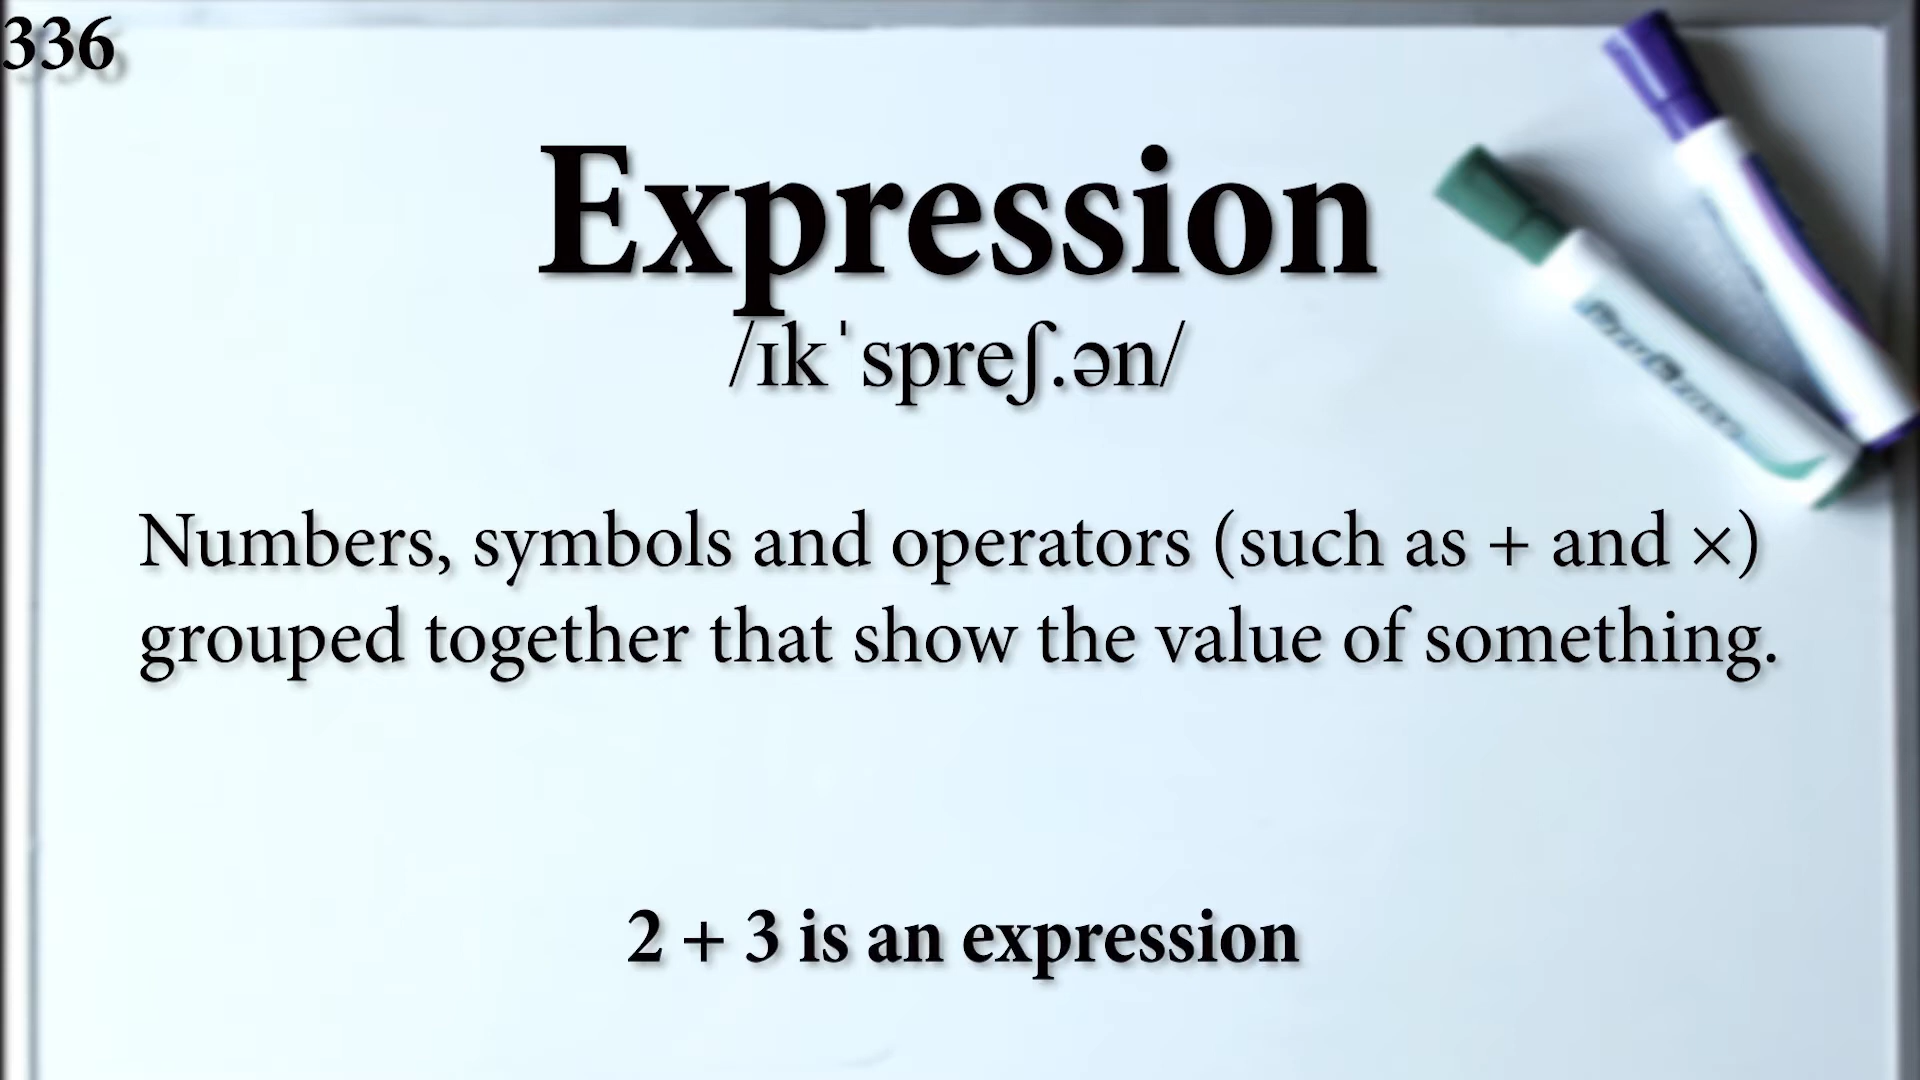 336
Expression
/ɪkˈspreʃ.ən/
Numbers, symbols and operators (such as + and ×)
grouped together that show the value of something.
2 + 3 is an expression